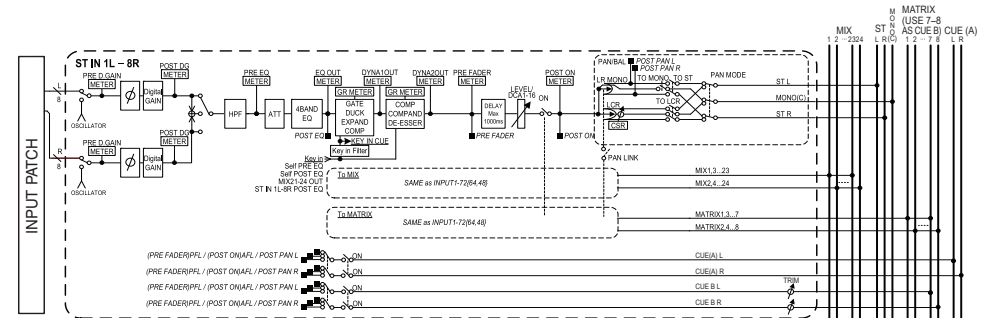 MATRIX
(USE 7–8
MIX ST MONO(C) AS CUE B) CUE (A)
1 2 ··· 2324 L R 1 2 ··· 7 8 L R
ST IN 1L – 8R
INPUT PATCH
L
8
PRE D.GAIN
METER
OSCILLATOR
Ø
Digital
GAIN
POST DG
METER
R
8
PRE D.GAIN
METER
OSCILLATOR
Ø
Digital
GAIN
POST DG
METER
HPF
PRE EQ
METER
ATT
4BAND
EQ
EQ OUT
METER
POST EQ
DYNA1OUT
METER
GR METER
GATE
DUCK
EXPAND
COMP
KEY IN CUE
Key in Filter
DYNA2OUT
METER
GR METER
COMP
COMPAND
DE-ESSER
Key in
Self PRE EQ
Self POST EQ
MIX21-24 OUT
ST IN 1L-8R POST EQ
PRE FADER
METER
PRE FADER
DELAY
Max
1000ms
LEVEL/
DCA1-16
ON
POST ON
METER
POST ON
PAN/BAL
POST PAN L
POST PAN R
LR MONO
TO MONO
TO ST
PAN MODE
LCR
TO LCR
CSR
PAN LINK
ST L
MONO(C)
ST R
To MIX
SAME as INPUT1-72{64,48}
MIX1,3...23
MIX2,4...24
To MATRIX
SAME as INPUT1-72{64,48}
MATRIX1,3...7
MATRIX2,4...8
(PRE FADER)PFL / (POST ON)AFL / POST PAN L
ON
CUE(A) L
(PRE FADER)PFL / (POST ON)AFL / POST PAN R
ON
CUE(A) R
(PRE FADER)PFL / (POST ON)AFL / POST PAN L
ON
CUE B L
TRIM
(PRE FADER)PFL / (POST ON)AFL / POST PAN R
ON
CUE B R